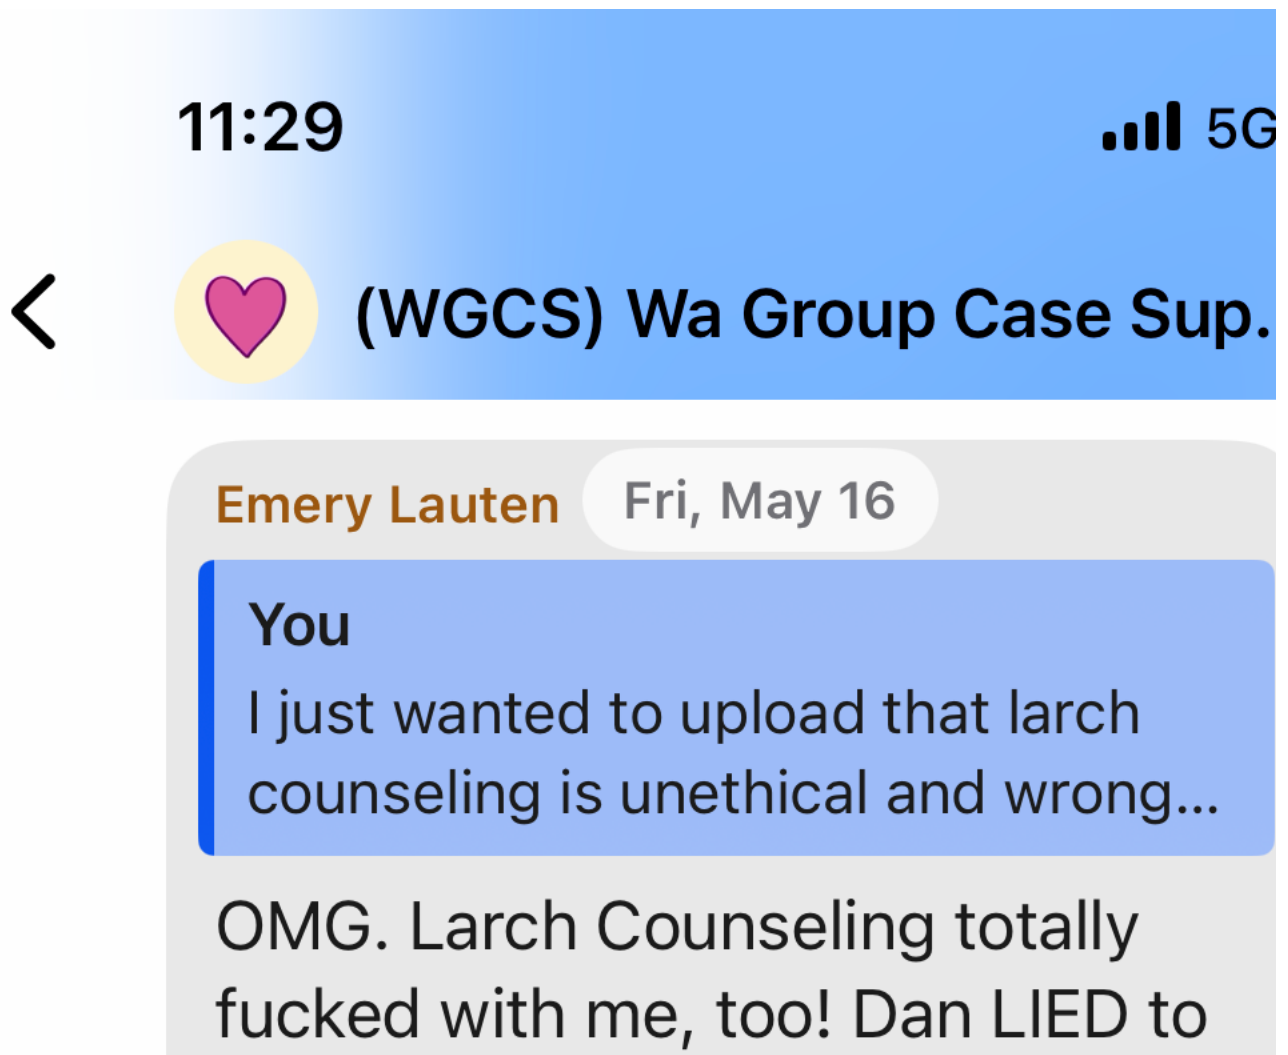 11:29 5G
(WGCS) Wa Group Case Sup.
Emery Lauten Fri, May 16
You
I just wanted to upload that larch
counseling is unethical and wrong...
OMG. Larch Counseling totally
fucked with me, too! Dan LIED to